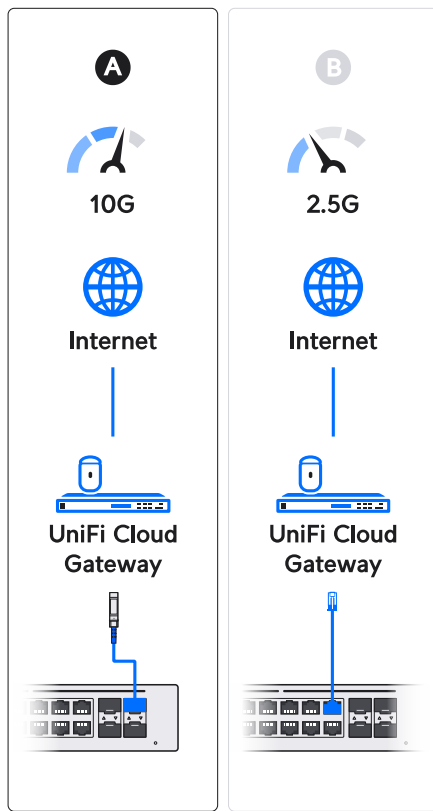 A
10G
Internet
UniFi Cloud
Gateway
B
2.5G
Internet
UniFi Cloud
Gateway